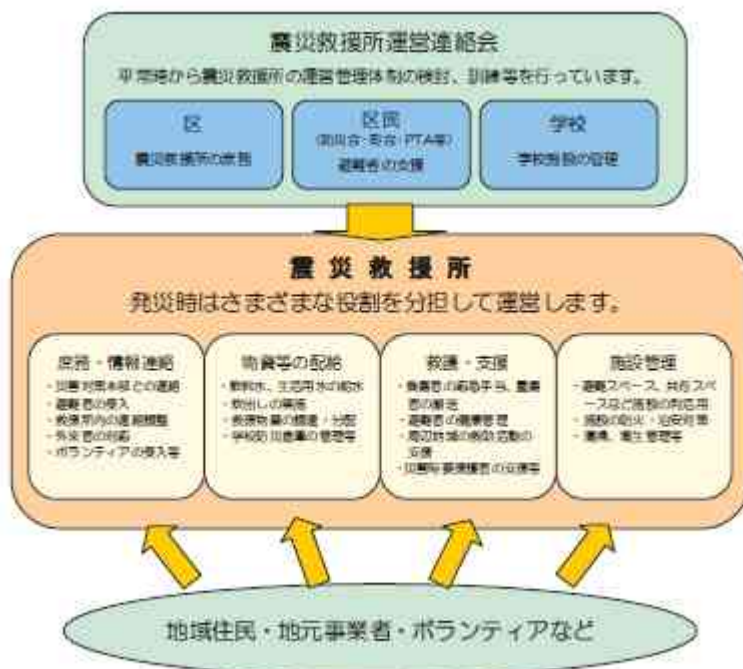 震災救援所運営連絡会
平常時から震災救援所の運営管理体制の検討、訓練等を行っています。
区
震災救援所の庶務
区民
(防災会・町会・PTA等)
避難者の支援
学校
学校施設の管理
震災救援所
発災時はさまざまな役割を分担して運営します。
庶務・情報連絡
・災害対策本部との連絡
・避難者の受入
・救援所内の連絡調整
・外来者の対応
・ボランティアの受入等
物資等の配給
・飲料水、生活用水の給水
・炊出しの実施
・救援物資の調達・分配
・学校防災倉庫の管理等
救護・支援
・負傷者の応急手当、重傷
者の搬送
・避難者の健康管理
・周辺地域の救助活動の
支援
・災害時要援護者の支援等
施設管理
・避難スペース、共有スペ
ースなど施設の利活用
・施設の防火・治安対策
・清掃、衛生管理等
地域住民・地元事業者・ボランティアなど